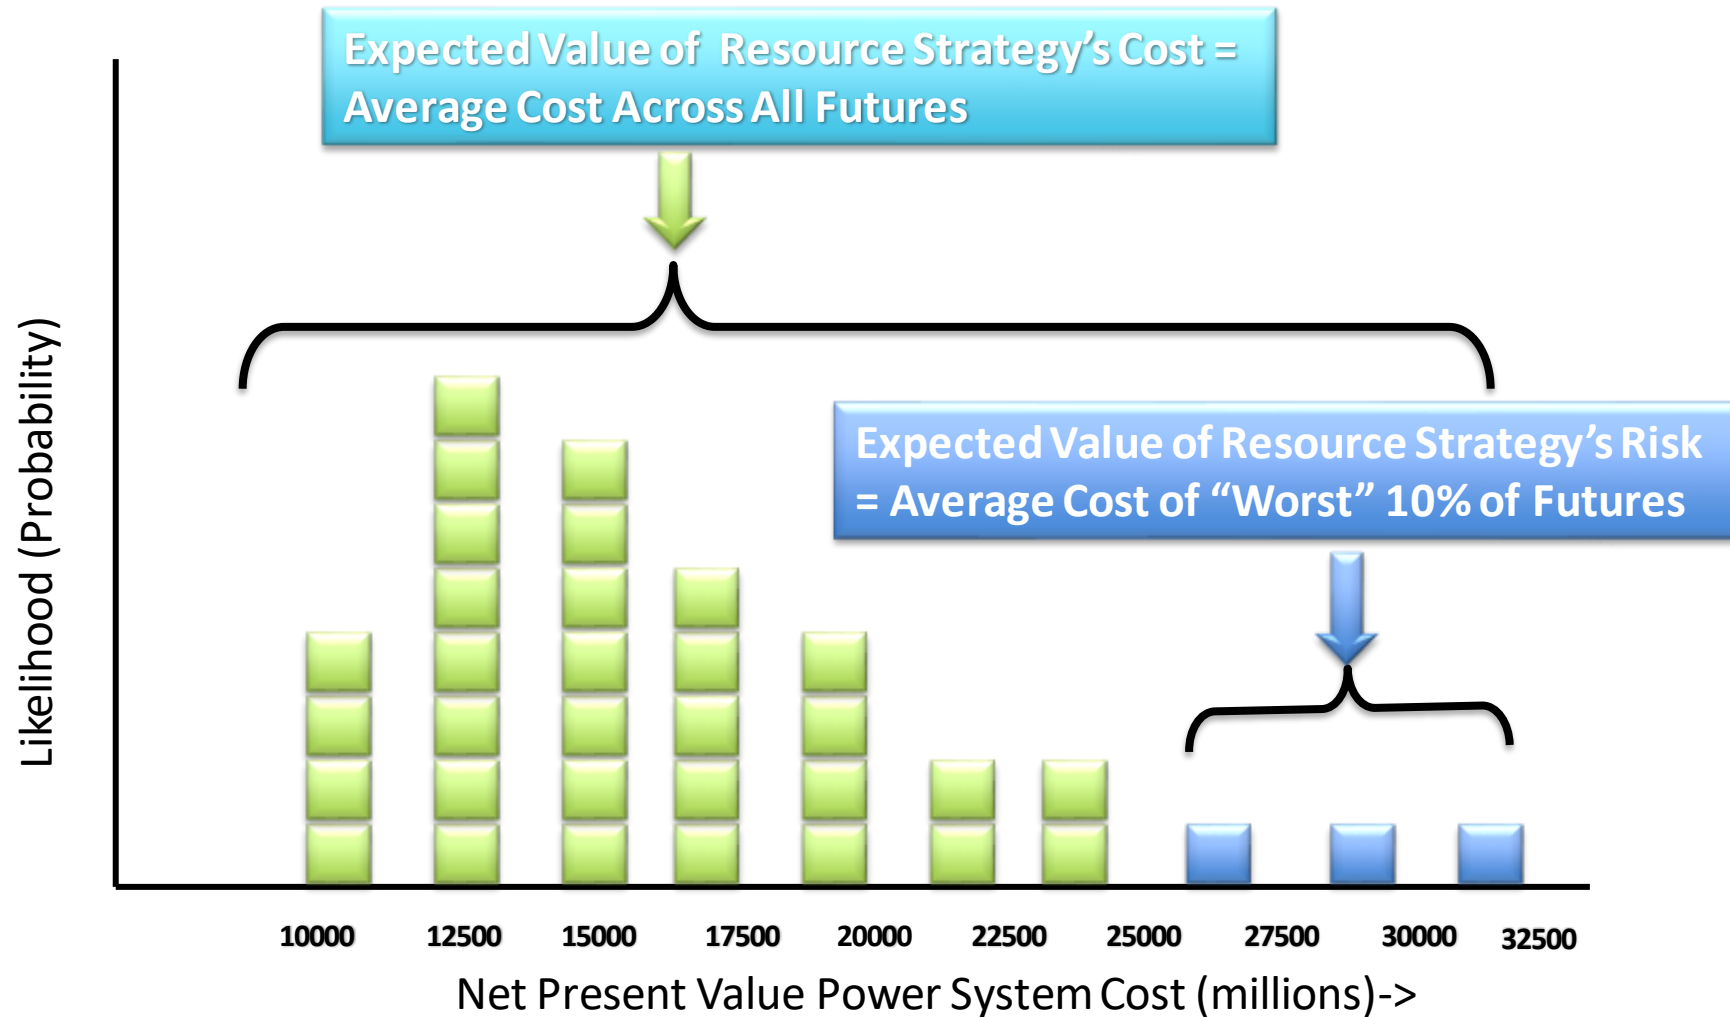 Expected Value of Resource Strategy’s Cost =
Average Cost Across All Futures
Expected Value of Resource Strategy’s Risk
= Average Cost of “Worst” 10% of Futures
Likelihood (Probability)
10000 12500 15000 17500 20000 22500 25000 27500 30000 32500
Net Present Value Power System Cost (millions)->